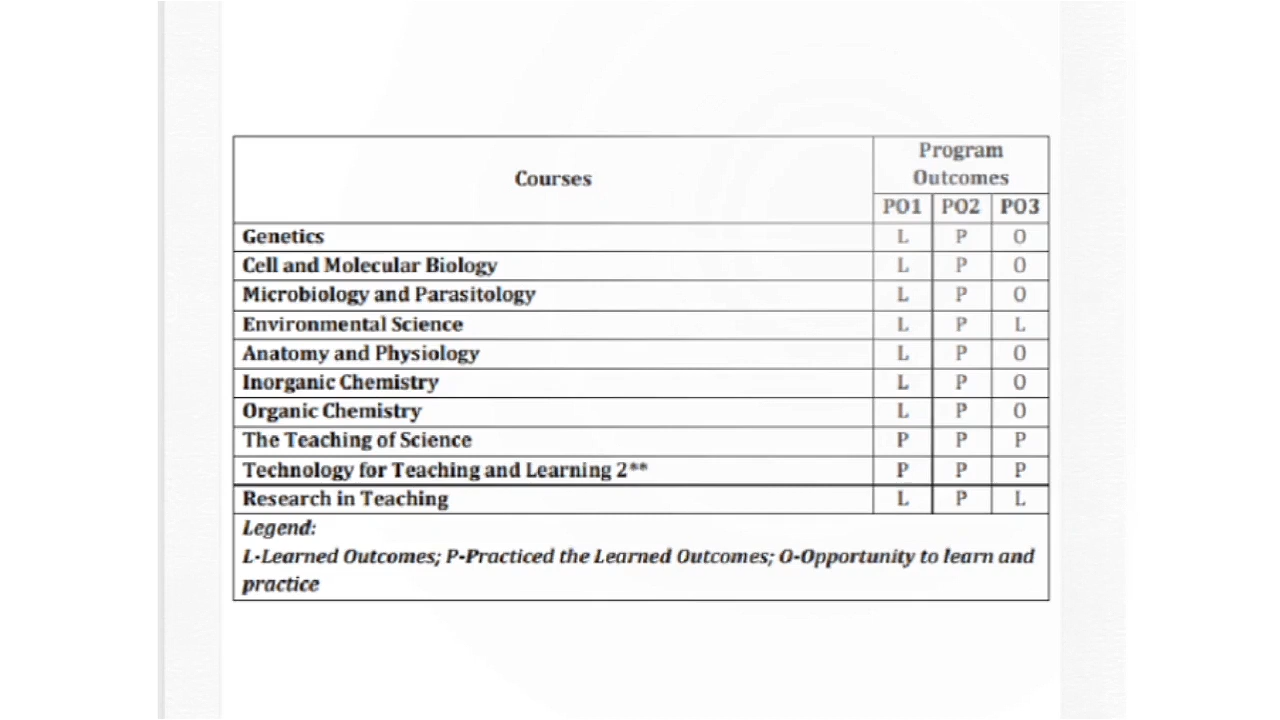 Courses
Program
Outcomes
PO1 PO2 PO3
Genetics L P O
Cell and Molecular Biology L P O
Microbiology and Parasitology L P O
Environmental Science L P L
Anatomy and Physiology L P O
Inorganic Chemistry L P O
Organic Chemistry L P O
The Teaching of Science P P P
Technology for Teaching and Learning 2** P P P
Research in Teaching L P L
Legend:
L-Learned Outcomes; P-Practiced the Learned Outcomes; O-Opportunity to learn and
practice